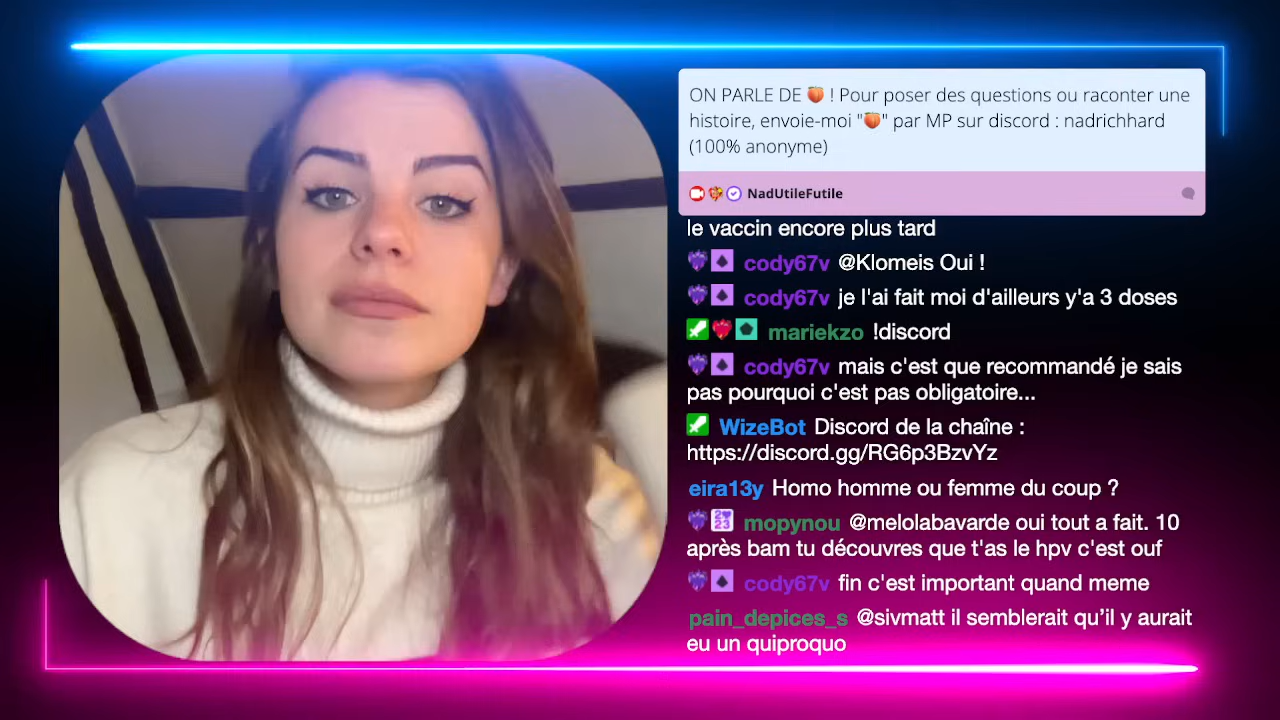 ON PARLE DE 🍑 ! Pour poser des questions ou raconter une
histoire, envoie-moi "🍑" par MP sur discord : nadrichhard
(100% anonyme)
NadUtileFutile
le vaccin encore plus tard
cody67v @Klomeis Oui !
cody67v je l'ai fait moi d'ailleurs y'a 3 doses
mariekzo !discord
cody67v mais c'est que recommandé je sais
pas pourquoi c'est pas obligatoire...
WizeBot Discord de la chaîne :
https://discord.gg/RG6p3BzvYz
eira13y Homo homme ou femme du coup ?
2023 mopynou @melolabavarde oui tout a fait. 10
après bam tu découvres que t'as le hpv c'est ouf
cody67v fin c'est important quand meme
pain_depices_s @sivmatt il semblerait qu’il y aurait
eu un quiproquo